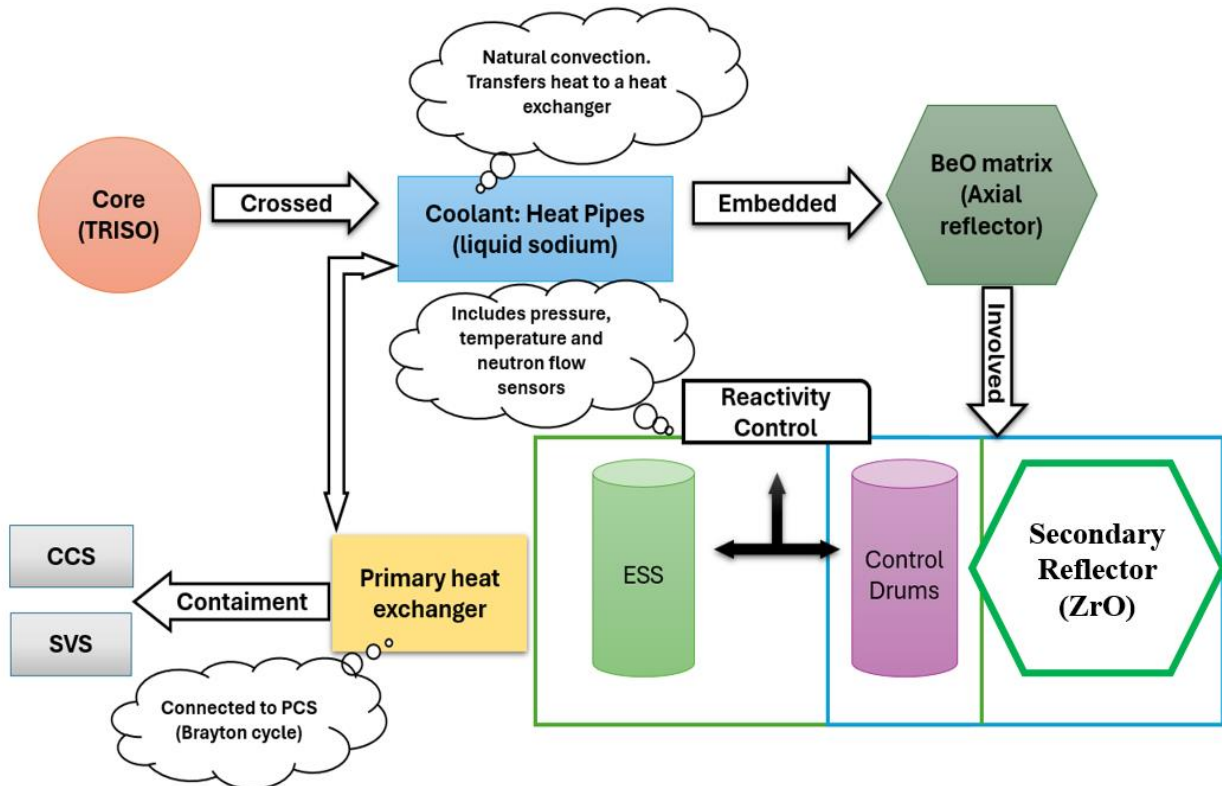 Natural convection.
Transfers heat to a heat
exchanger
Core
(TRISO)
Crossed
Coolant: Heat Pipes
(liquid sodium)
Embedded
BeO matrix
(Axial
reflector)
Includes pressure,
temperature and
neutron flow
sensors
Involved
Reactivity
Control
ESS
Control
Drums
Secondary
Reflector
(ZrO)
Primary heat
exchanger
Contaiment
CCS
SVS
Connected to PCS
(Brayton cycle)